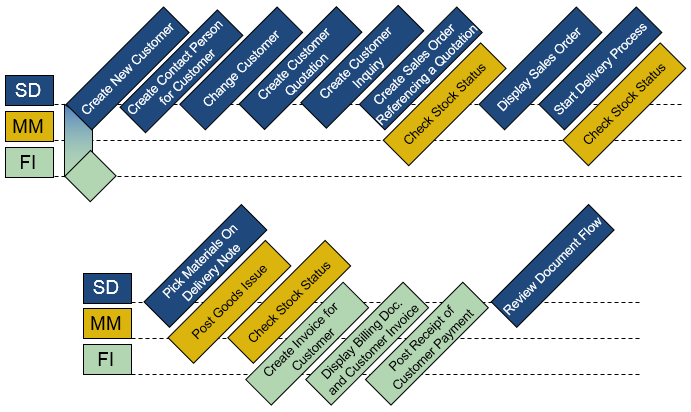 SD
MM
FI
Create New Customer
Create Contact Person
for Customer
Change Customer
Create Customer
Quotation
Create Customer
Inquiry
Create Sales Order
Referencing a Quotation
Check Stock Status
Display Sales Order
Start Delivery Process
Check Stock Status
SD
MM
FI
Pick Materials On
Delivery Note
Post Goods Issue
Check Stock Status
Create Invoice for
Customer
Display Billing Doc.
and Customer Invoice
Post Receipt of
Customer Payment
Review Document Flow